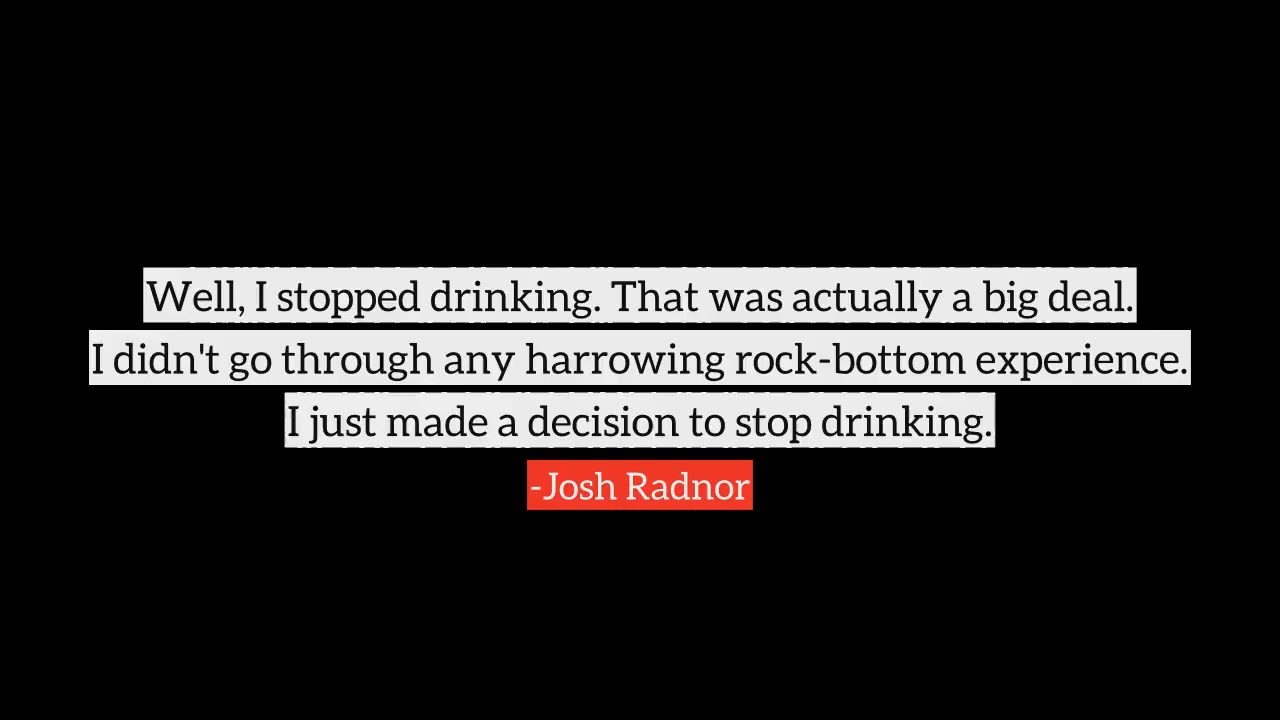 Well, I stopped drinking. That was actually a big deal.
I didn't go through any harrowing rock-bottom experience.
I just made a decision to stop drinking.
-Josh Radnor